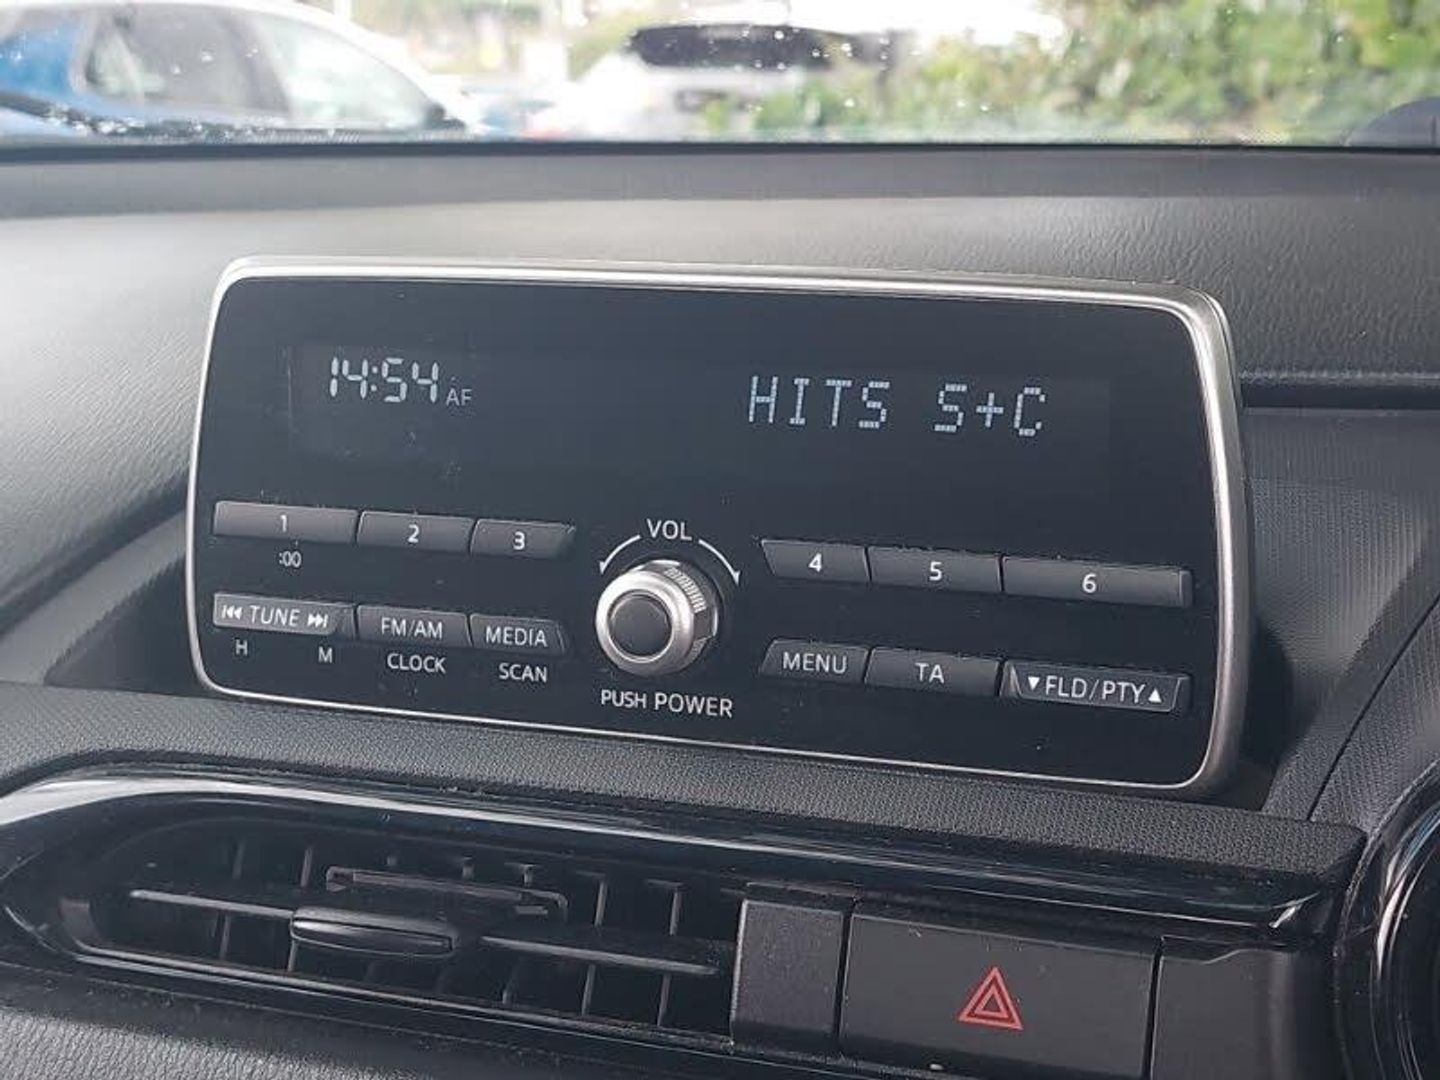 14:54 AF
HITS S+C
1
2
3
VOL
4
5
6
:00
TUNE
FM/AM
MEDIA
MENU
TA
▼FLD/PTY▲
H
M
CLOCK
SCAN
PUSH POWER